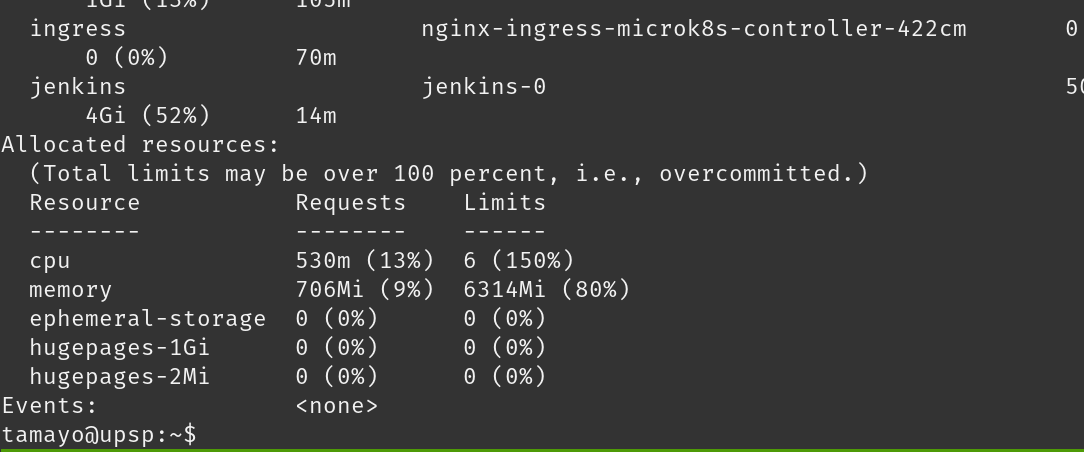 1Gi (13%) 105m
ingress nginx-ingress-microk8s-controller-422cm 0
0 (0%) 70m
jenkins jenkins-0
4Gi (52%) 14m
Allocated resources:
(Total limits may be over 100 percent, i.e., overcommitted.)
Resource Requests Limits
-------- -------- ------
cpu 530m (13%) 6 (150%)
memory 706Mi (9%) 6314Mi (80%)
ephemeral-storage 0 (0%) 0 (0%)
hugepages-1Gi 0 (0%) 0 (0%)
hugepages-2Mi 0 (0%) 0 (0%)
Events: <none>
tamayo@upsp:~$